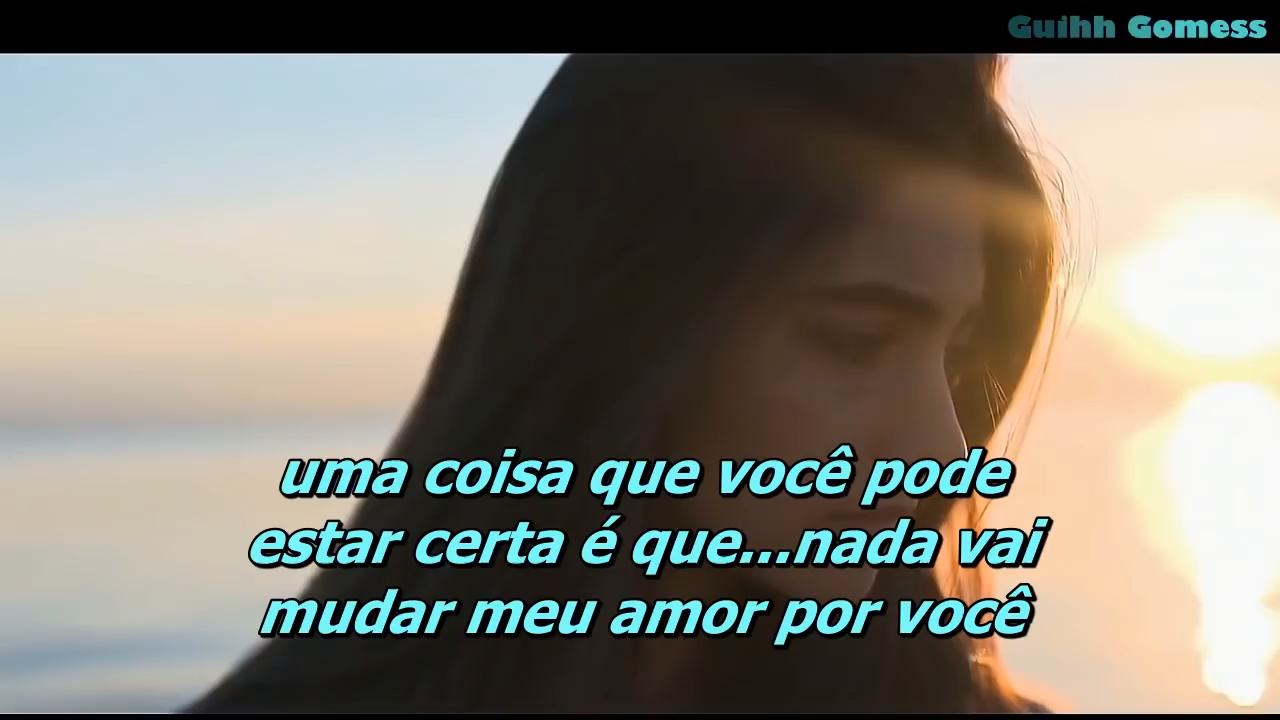 Guihh Gomess
uma coisa que você pode
estar certa é que...nada vai
mudar meu amor por você